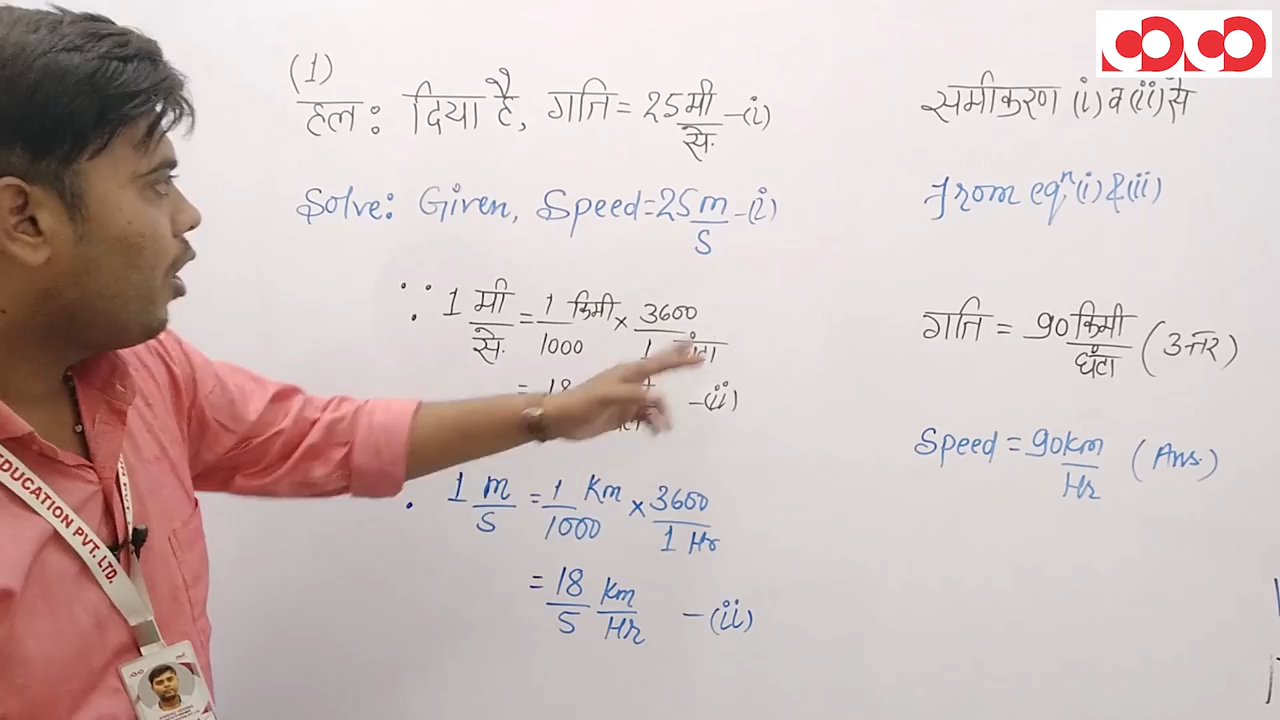 (1)
हल: दिया है, गति = 25 मी/से. -(i)
Solve: Given, Speed = 25 m/S -(i)
∵ 1 मी/से. = 1/1000 किमी × 3600/1 घंटा
= 18 -(ii)
1 m/S = 1/1000 Km × 3600/1 Hr
= 18/5 Km/Hr -(ii)
समीकरण (i) व (ii) से
from eqⁿ, (i) & (ii)
गति = 90 किमी/घंटा (उत्तर)
Speed = 90 km/Hr (Ans.)
EDUCATION PVT. LTD.